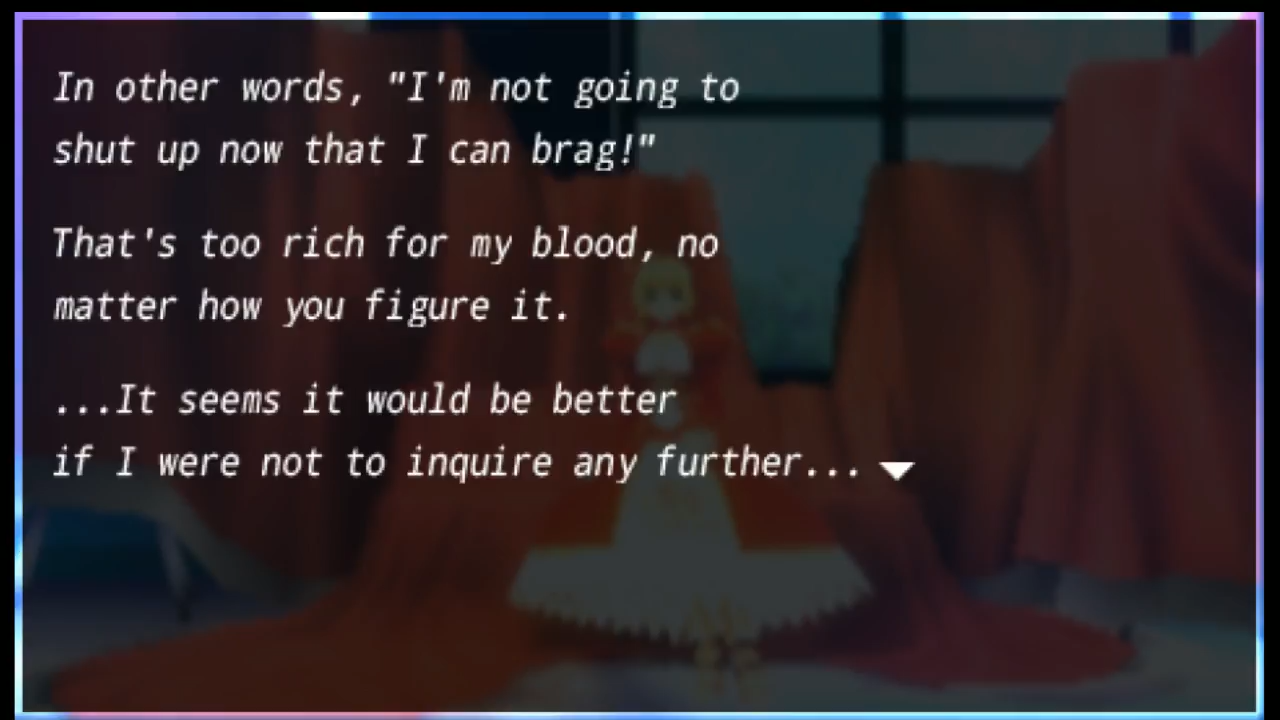 In other words, "I'm not going to
shut up now that I can brag!"
That's too rich for my blood, no
matter how you figure it.
...It seems it would be better
if I were not to inquire any further...